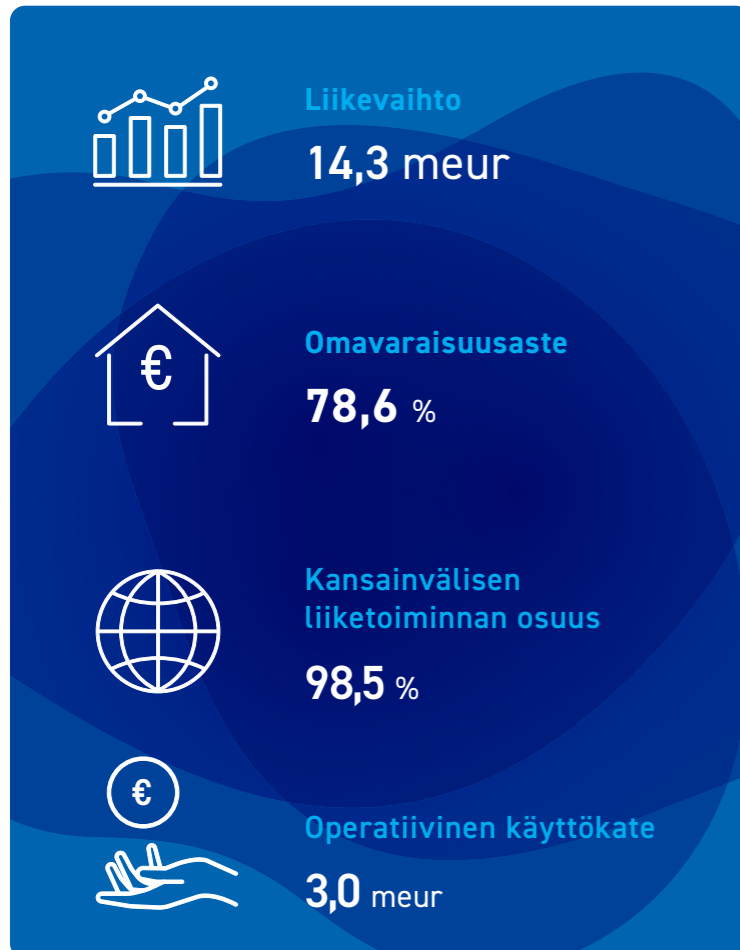 Liikevaihto
14,3 meur
€
Omavaraisuusaste
78,6 %
Kansainvälisen
liiketoiminnan osuus
98,5 %
€
Operatiivinen käyttökate
3,0 meur